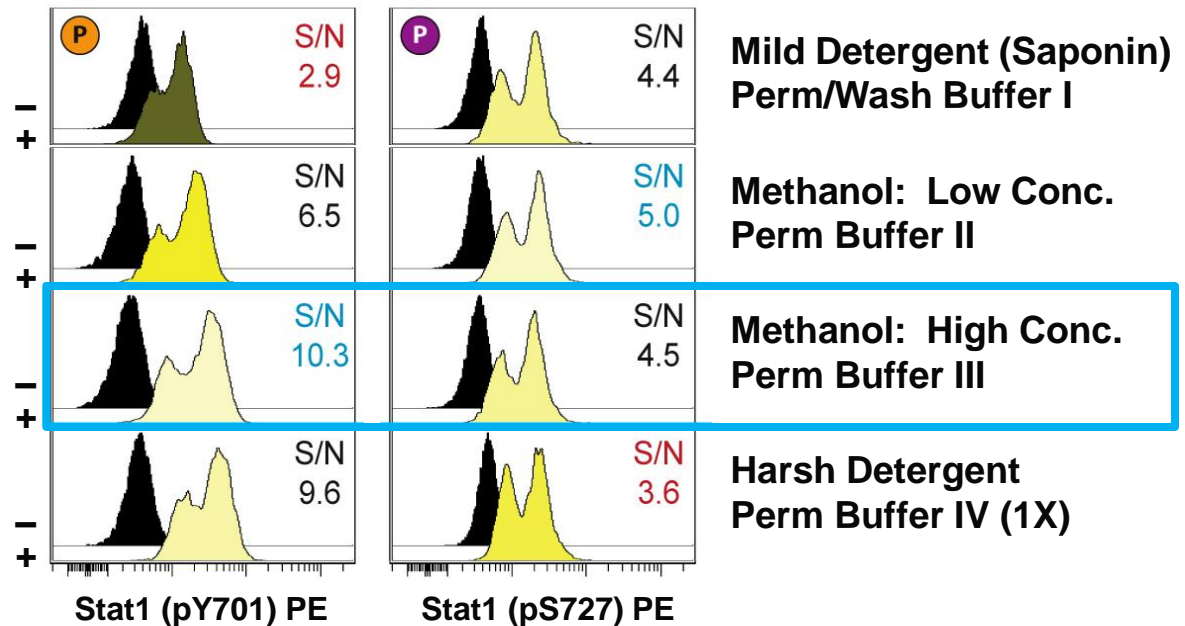 P
S/N
2.9
P
S/N
4.4
Mild Detergent (Saponin)
Perm/Wash Buffer I
–
+
S/N
6.5
S/N
5.0
Methanol: Low Conc.
Perm Buffer II
–
+
S/N
10.3
S/N
4.5
Methanol: High Conc.
Perm Buffer III
–
+
S/N
9.6
S/N
3.6
Harsh Detergent
Perm Buffer IV (1X)
–
+
Stat1 (pY701) PE
Stat1 (pS727) PE